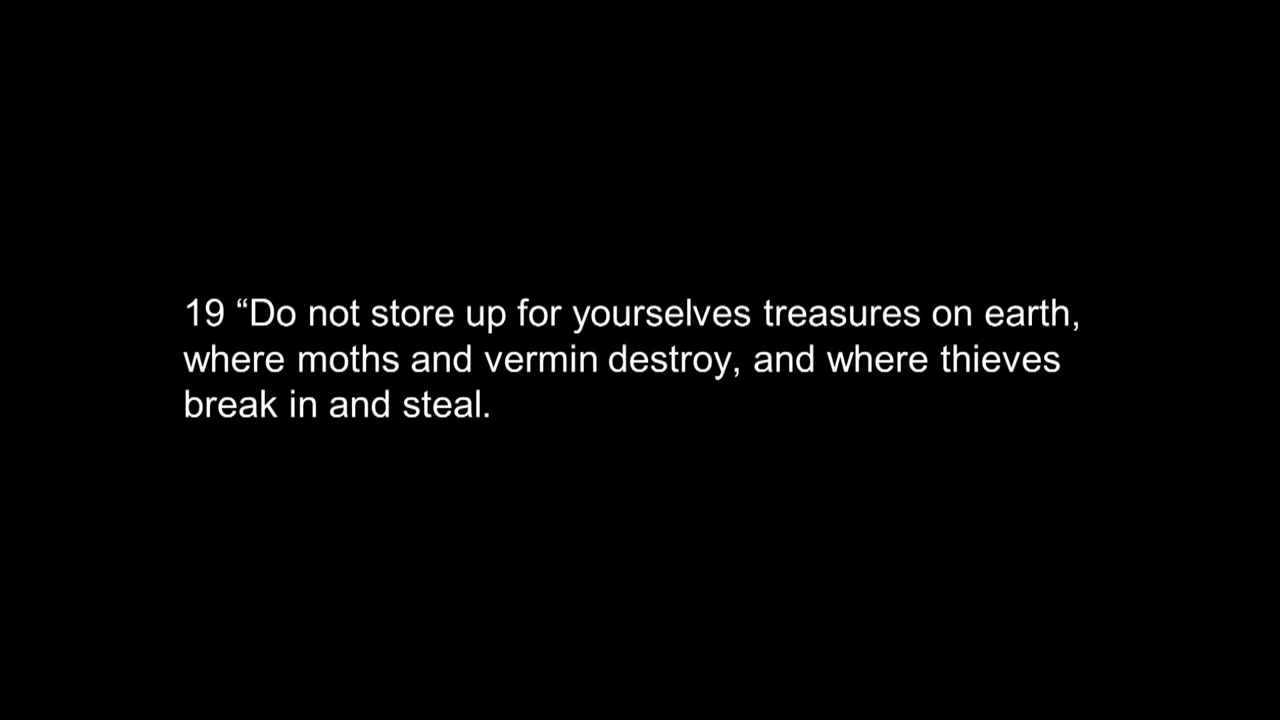 19 “Do not store up for yourselves treasures on earth,
where moths and vermin destroy, and where thieves
break in and steal.